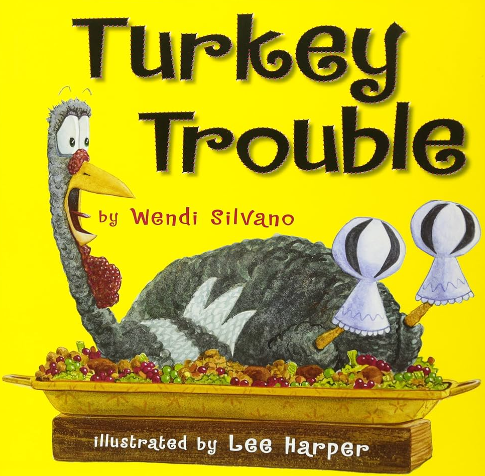 Turkey
Trouble
by Wendi Silvano
illustrated by Lee Harper